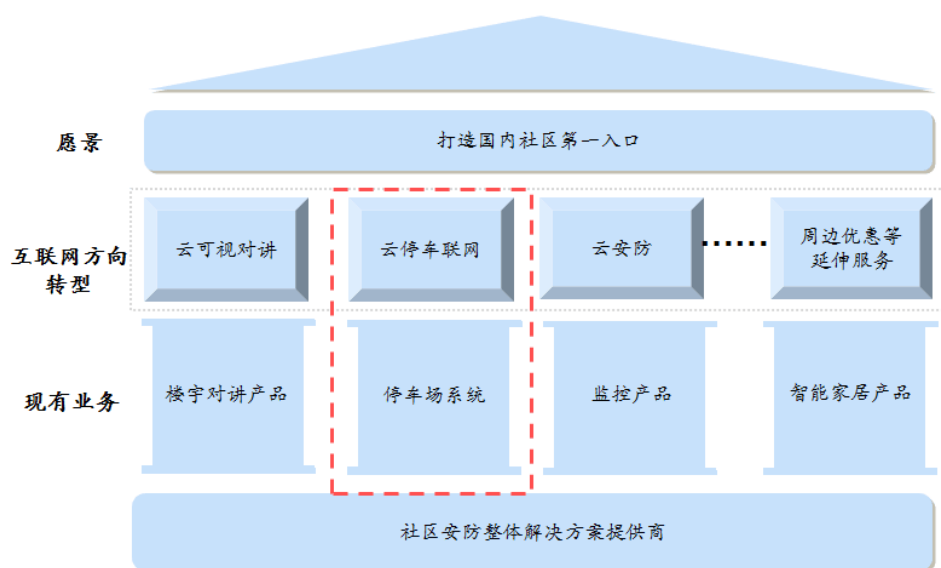 愿景
打造国内社区第一入口
互联网方向
转型
云可视对讲
云停车联网
云安防
······
周边优惠等
延伸服务
现有业务
楼宇对讲产品
停车场系统
监控产品
智能家居产品
社区安防整体解决方案提供商